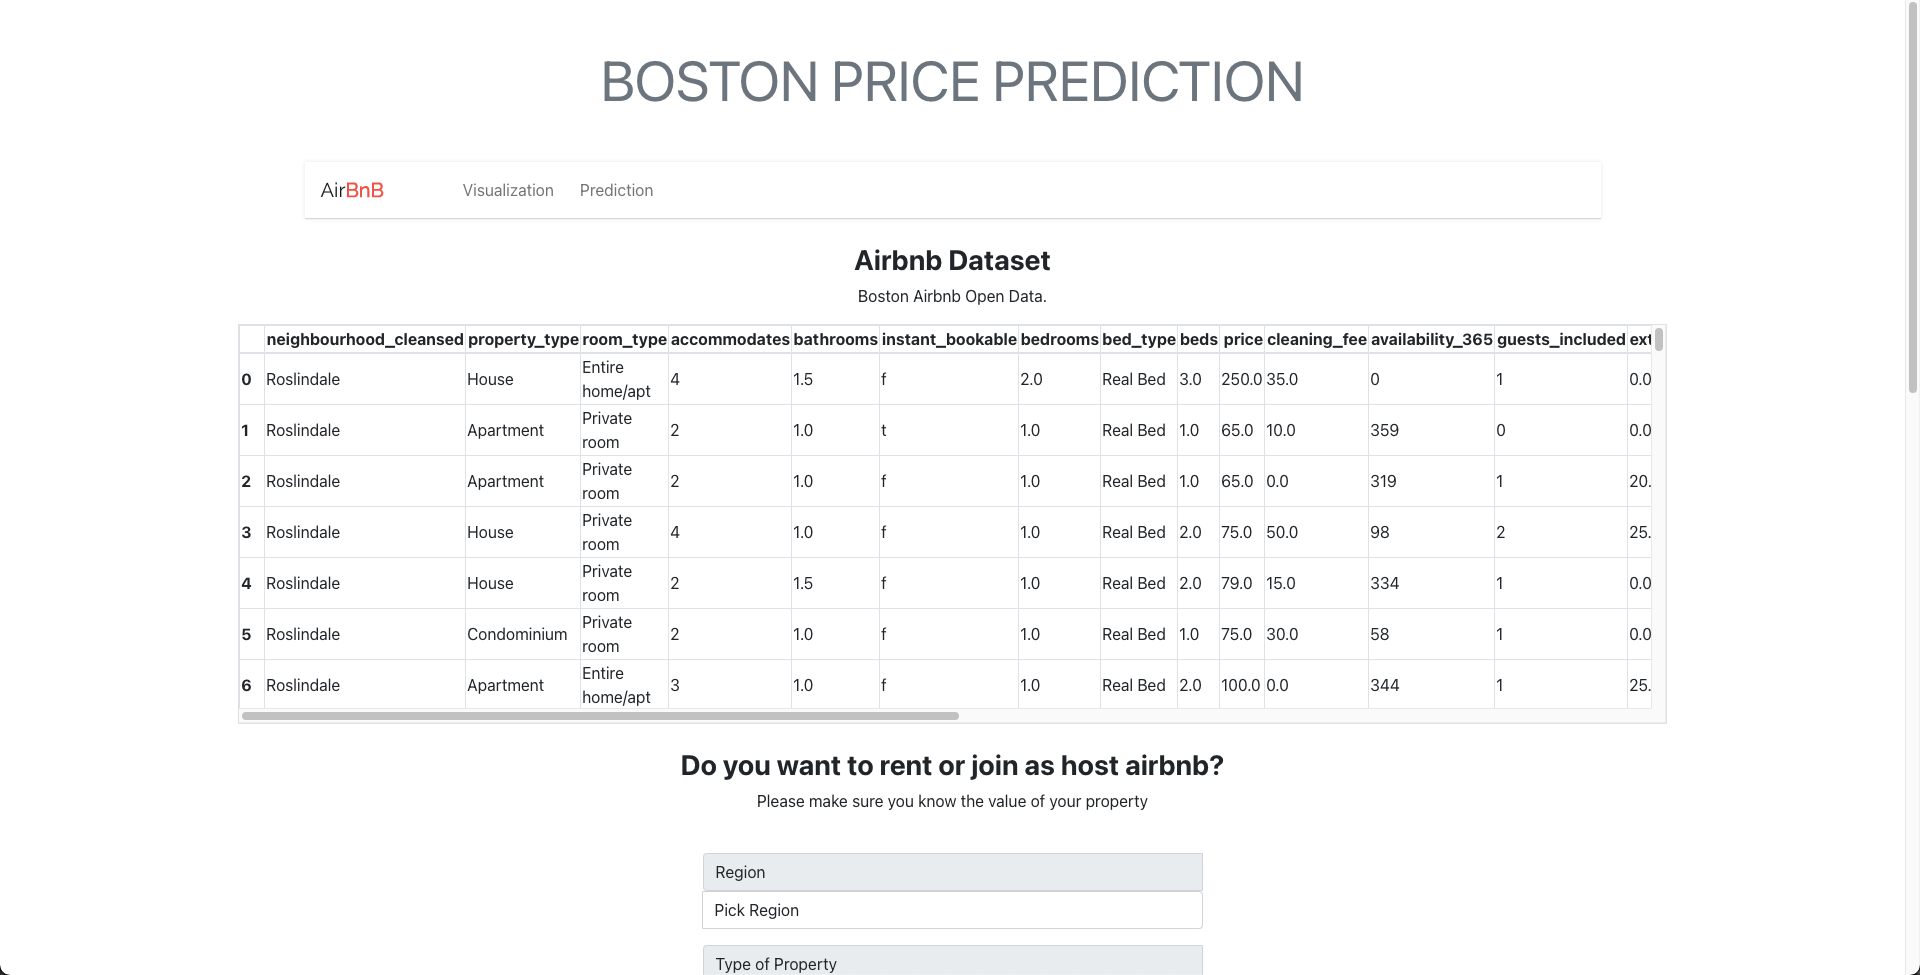 BOSTON PRICE PREDICTION
AirBnB Visualization Prediction
Airbnb Dataset
Boston Airbnb Open Data.
neighbourhood_cleansed property_type room_type accommodates bathrooms instant_bookable bedrooms bed_type beds price cleaning_fee availability_365 guests_included ext
0 Roslindale House Entire home/apt 4 1.5 f 2.0 Real Bed 3.0 250.0 35.0 0 1 0.0
1 Roslindale Apartment Private room 2 1.0 t 1.0 Real Bed 1.0 65.0 10.0 359 0 0.0
2 Roslindale Apartment Private room 2 1.0 f 1.0 Real Bed 1.0 65.0 0.0 319 1 20.
3 Roslindale House Private room 4 1.0 f 1.0 Real Bed 2.0 75.0 50.0 98 2 25.
4 Roslindale House Private room 2 1.5 f 1.0 Real Bed 2.0 79.0 15.0 334 1 0.0
5 Roslindale Condominium Private room 2 1.0 f 1.0 Real Bed 1.0 75.0 30.0 58 1 0.0
6 Roslindale Apartment Entire home/apt 3 1.0 f 1.0 Real Bed 2.0 100.0 0.0 344 1 25.
Do you want to rent or join as host airbnb?
Please make sure you know the value of your property
Region
Pick Region
Type of Property